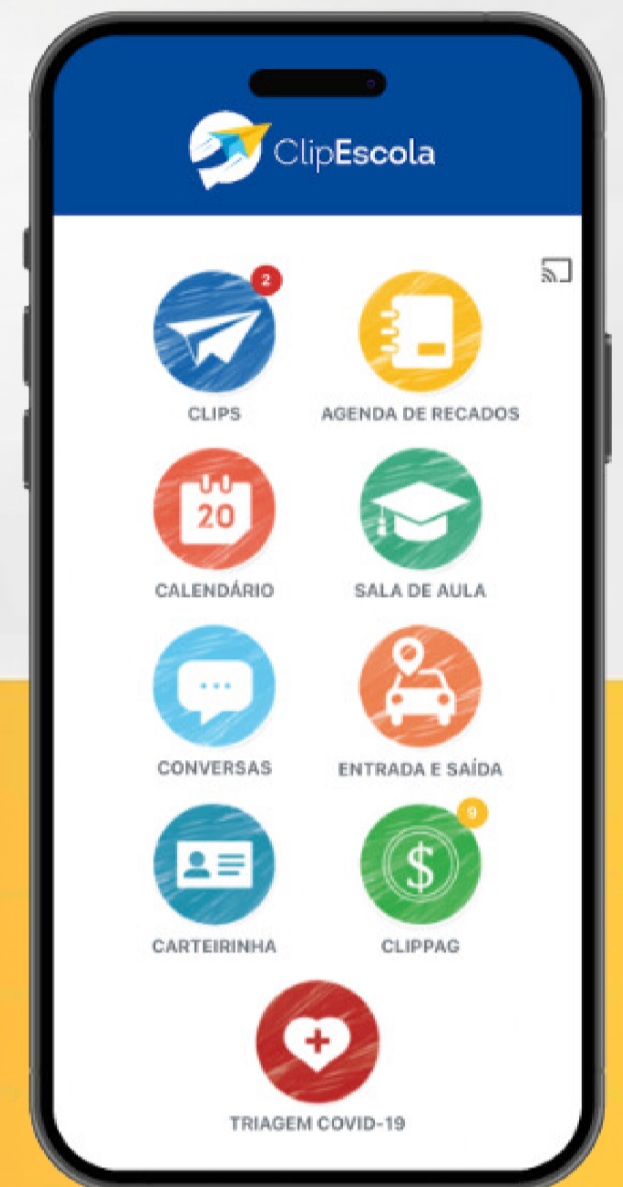 ClipEscola
2
CLIPS
AGENDA DE RECADOS
20
CALENDÁRIO
SALA DE AULA
CONVERSAS
ENTRADA E SAÍDA
9
$
CARTEIRINHA
CLIPPAG
TRIAGEM COVID-19